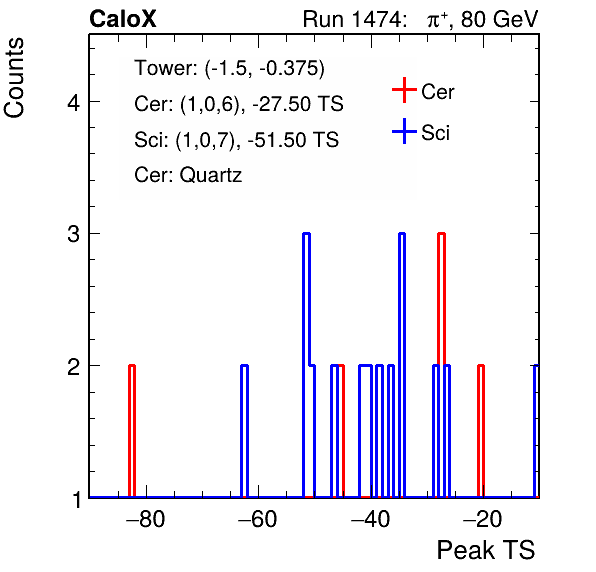 CaloX Run 1474: π⁺, 80 GeV
Counts
Tower: (-1.5, -0.375)
Cer: (1,0,6), -27.50 TS
Sci: (1,0,7), -51.50 TS
Cer: Quartz
Cer
Sci
4
3
2
1
−80 −60 −40 −20
Peak TS